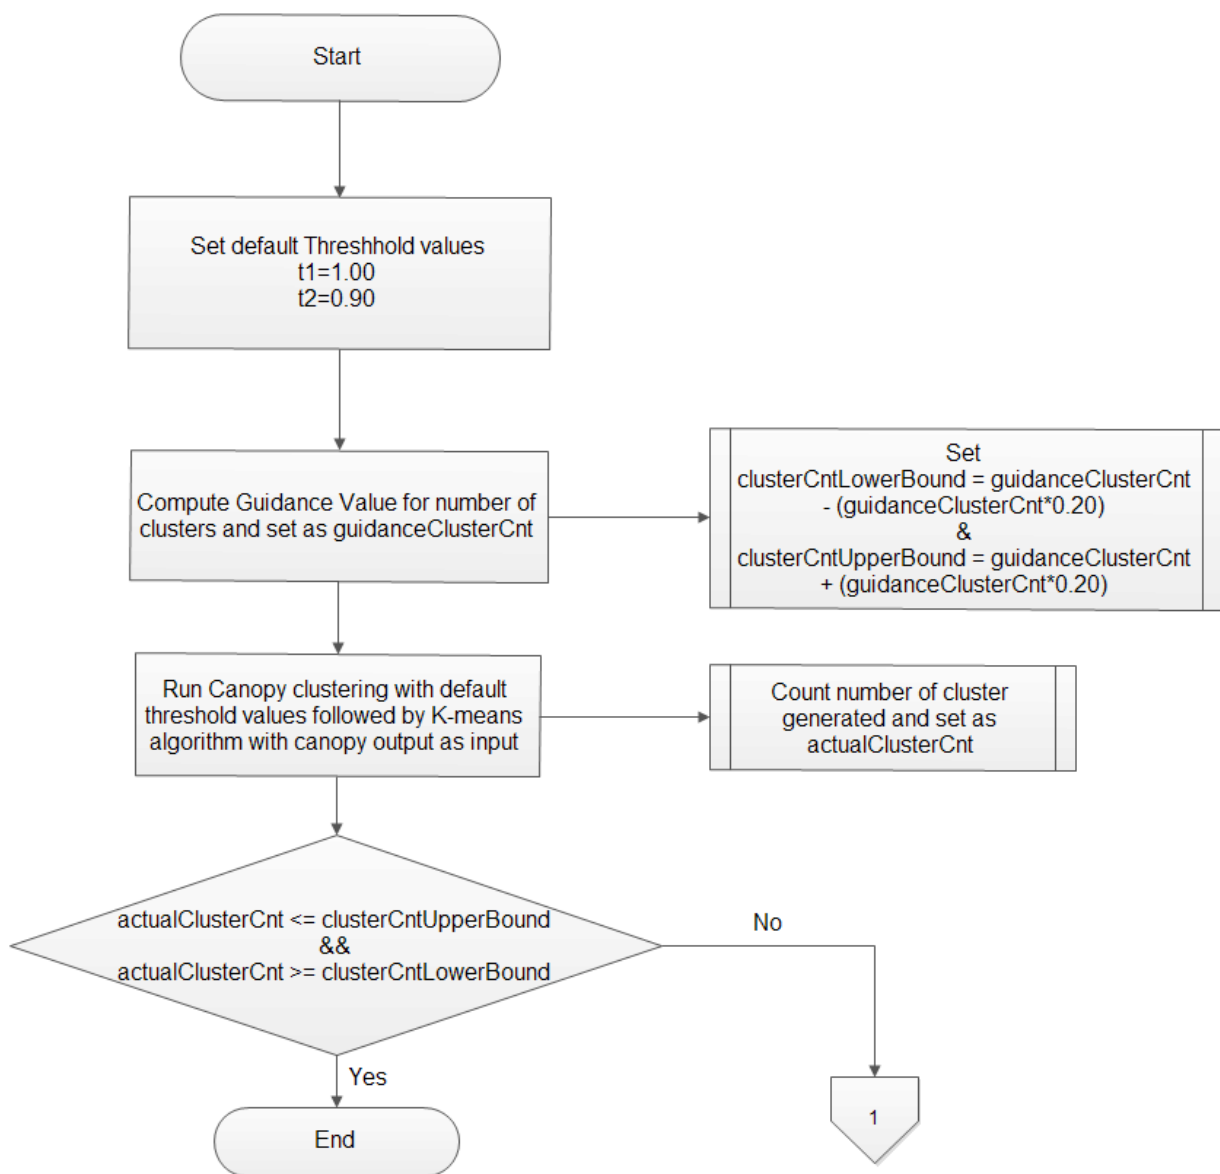 Start
Set default Threshhold values
t1=1.00
t2=0.90
Compute Guidance Value for number of
clusters and set as guidanceClusterCnt
Set
clusterCntLowerBound = guidanceClusterCnt
- (guidanceClusterCnt*0.20)
&
clusterCntUpperBound = guidanceClusterCnt
+ (guidanceClusterCnt*0.20)
Run Canopy clustering with default
threshold values followed by K-means
algorithm with canopy output as input
Count number of cluster
generated and set as
actualClusterCnt
actualClusterCnt <= clusterCntUpperBound
&&
actualClusterCnt >= clusterCntLowerBound
No
Yes
End
1